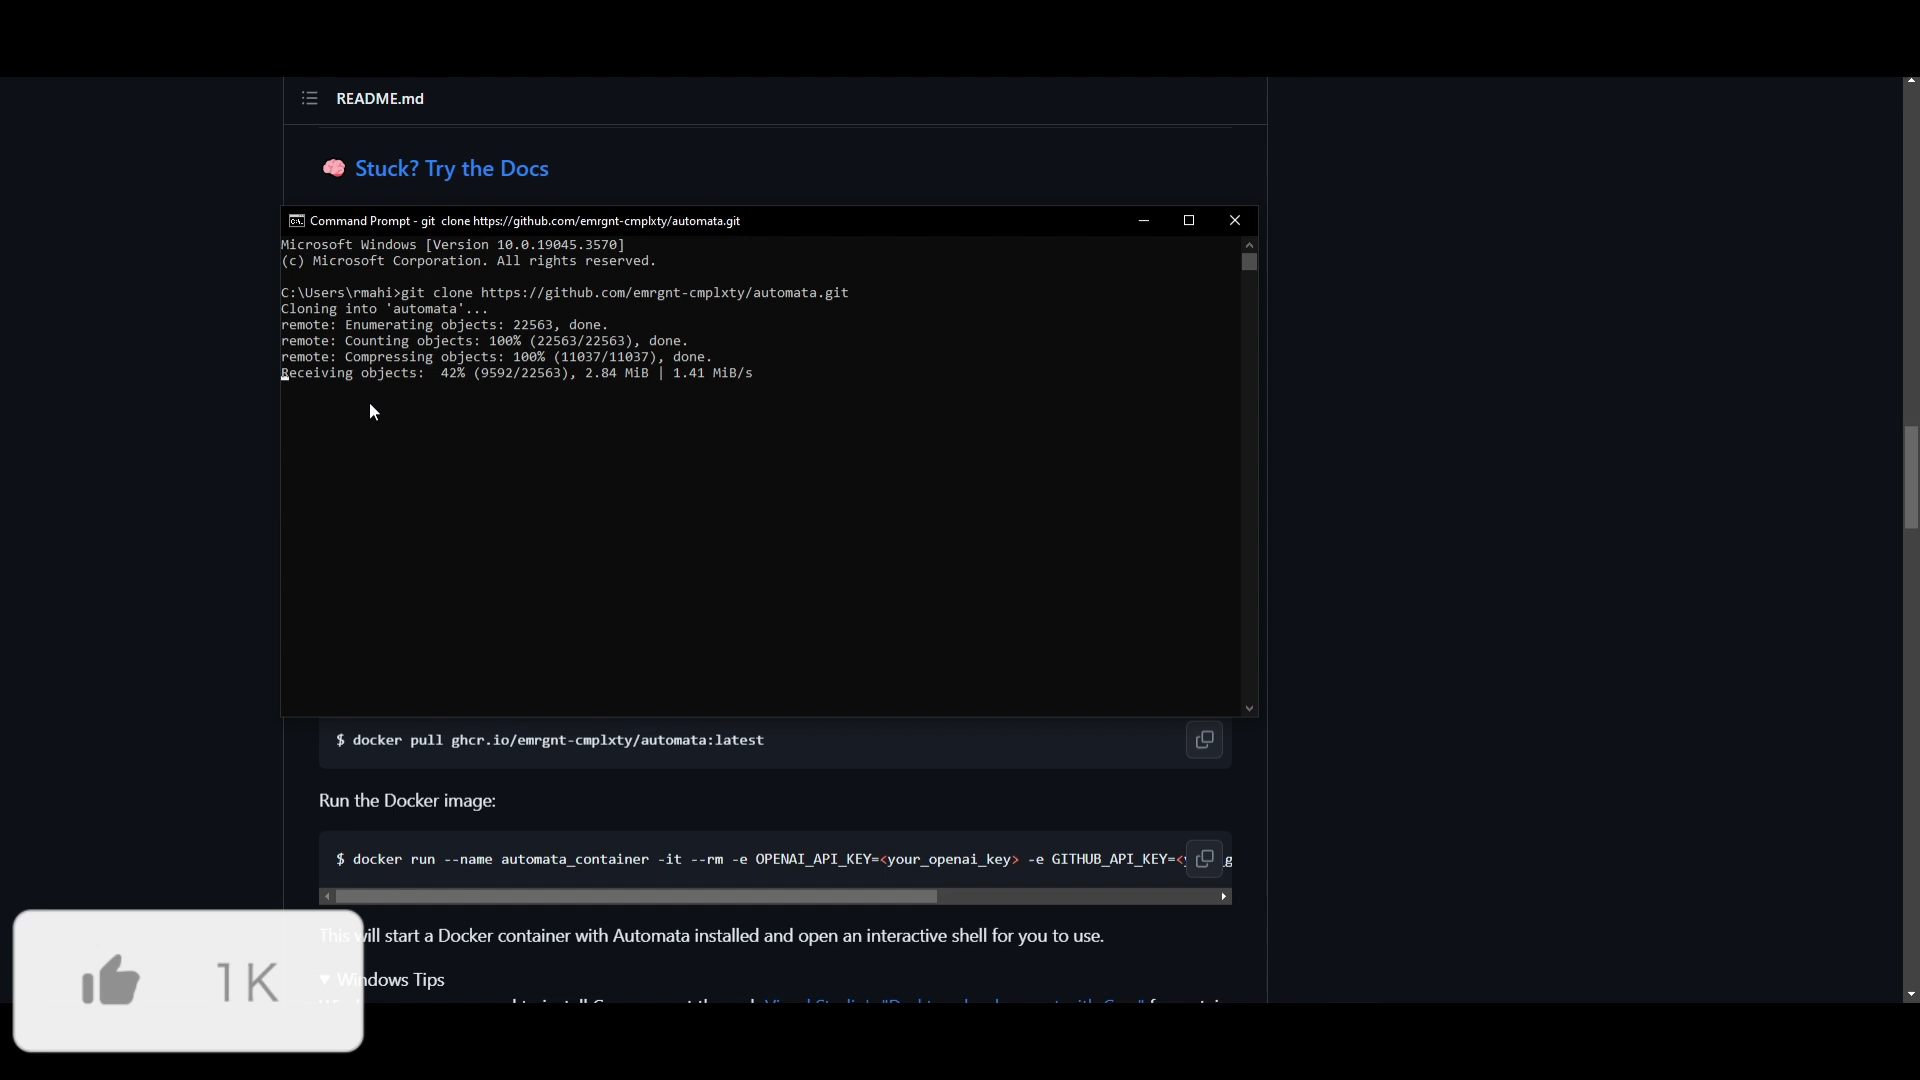 README.md
🧠 Stuck? Try the Docs
Command Prompt - git clone https://github.com/emrgnt-cmplxty/automata.git
Microsoft Windows [Version 10.0.19045.3570]
(c) Microsoft Corporation. All rights reserved.
C:\Users\rmahi>git clone https://github.com/emrgnt-cmplxty/automata.git
Cloning into 'automata'...
remote: Enumerating objects: 22563, done.
remote: Counting objects: 100% (22563/22563), done.
remote: Compressing objects: 100% (11037/11037), done.
Receiving objects:  42% (9592/22563), 2.84 MiB | 1.41 MiB/s
$ docker pull ghcr.io/emrgnt-cmplxty/automata:latest
Run the Docker image:
$ docker run --name automata_container -it --rm -e OPENAI_API_KEY=<your_openai_key> -e GITHUB_API_KEY=<
This will start a Docker container with Automata installed and open an interactive shell for you to use.
Windows Tips
1K